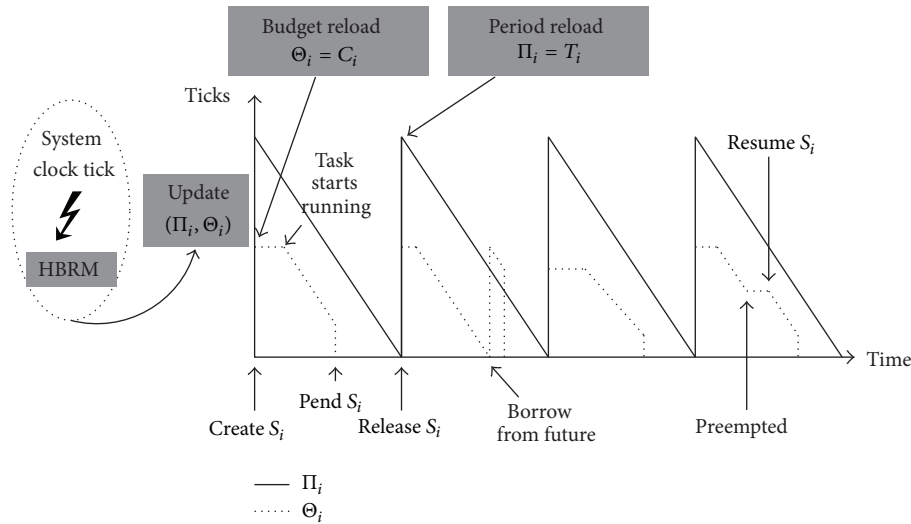 Budget reload
Θi = Ci
Period reload
Πi = Ti
Ticks
System
clock tick
HBRM
Update
(Πi, Θi)
Task
starts
running
Resume Si
Time
Create Si
Pend Si
Release Si
Borrow
from future
Preempted
Πi
Θi